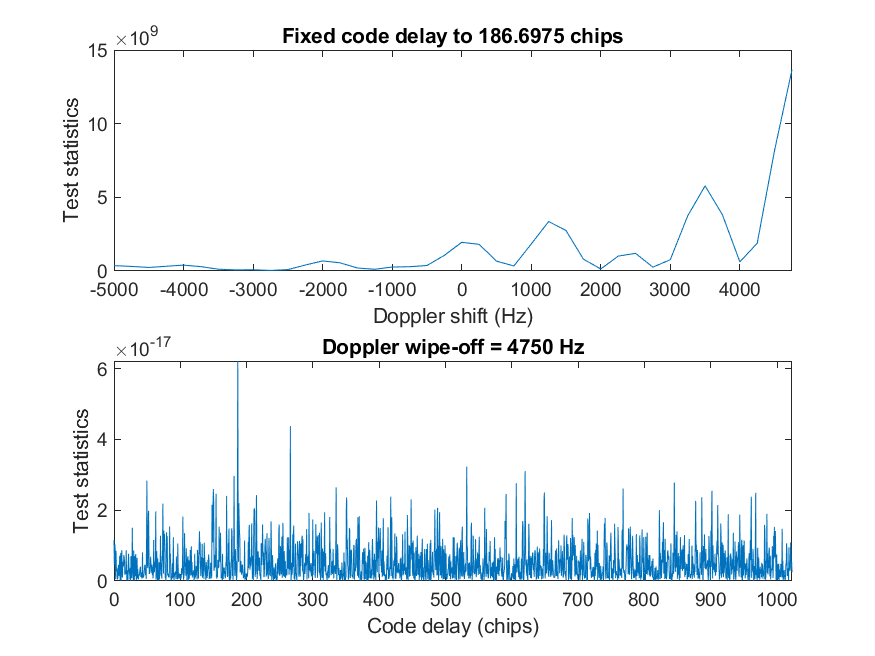 ×10⁹
Fixed code delay to 186.6975 chips
15
10
5
0
Test statistics
-5000 -4000 -3000 -2000 -1000 0 1000 2000 3000 4000
Doppler shift (Hz)
×10⁻¹⁷
Doppler wipe-off = 4750 Hz
6
4
2
0
Test statistics
0 100 200 300 400 500 600 700 800 900 1000
Code delay (chips)